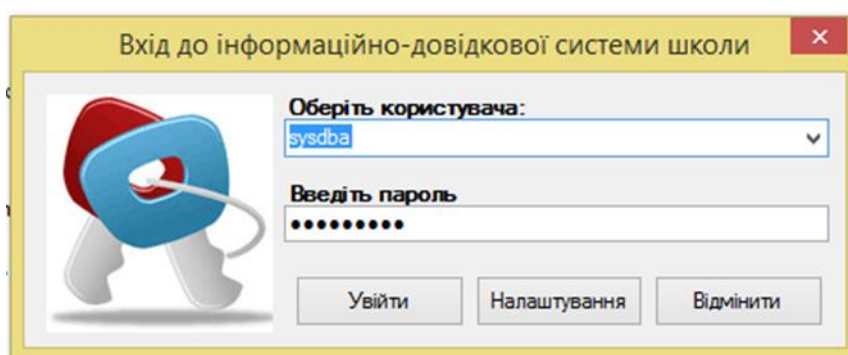 Вхід до інформаційно-довідкової системи школи
Оберіть користувача:
sysdba
Введіть пароль
•••••••••
Увійти Налаштування Відмінити